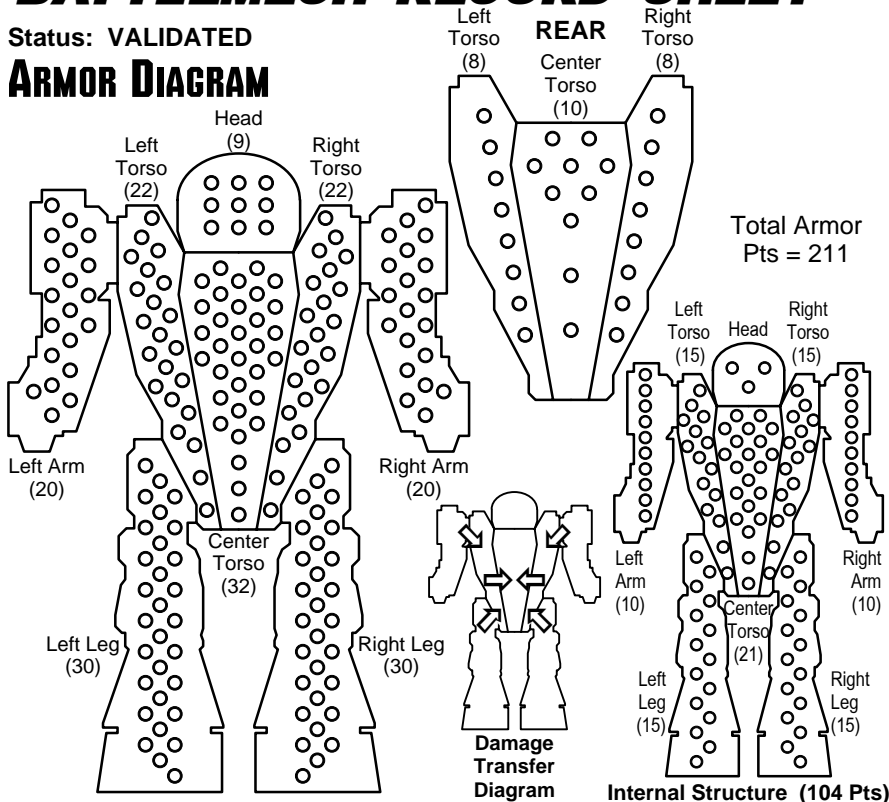 BATTLEMECH RECORD SHEET
Status: VALIDATED
ARMOR DIAGRAM
Head
(9)
Left
Torso
(22)
Right
Torso
(22)
Left Arm
(20)
Right Arm
(20)
Center
Torso
(32)
Left Leg
(30)
Right Leg
(30)
REAR
Left
Torso
(8)
Center
Torso
(10)
Right
Torso
(8)
Total Armor
Pts = 211
Left
Torso
(15)
Head
Right
Torso
(15)
Left
Arm
(10)
Right
Arm
(10)
Center
Torso
(21)
Left
Leg
(15)
Right
Leg
(15)
Damage
Transfer
Diagram
Internal Structure (104 Pts)